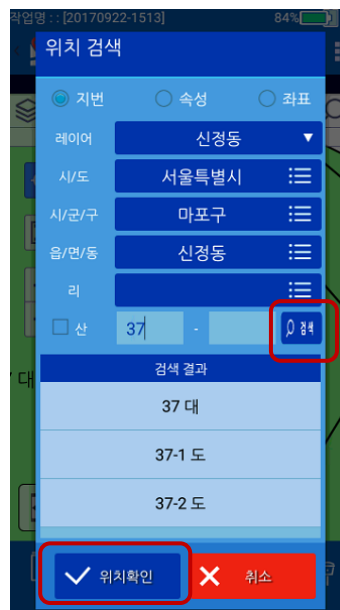 작업명 : : [20170922-1513] 84%
위치 검색
지번 속성 좌표
레이어 신정동
시/도 서울특별시
시/군/구 마포구
읍/면/동 신정동
리
산 37 - 검색
검색 결과
37 대
37-1 도
37-2 도
대
위치확인 취소